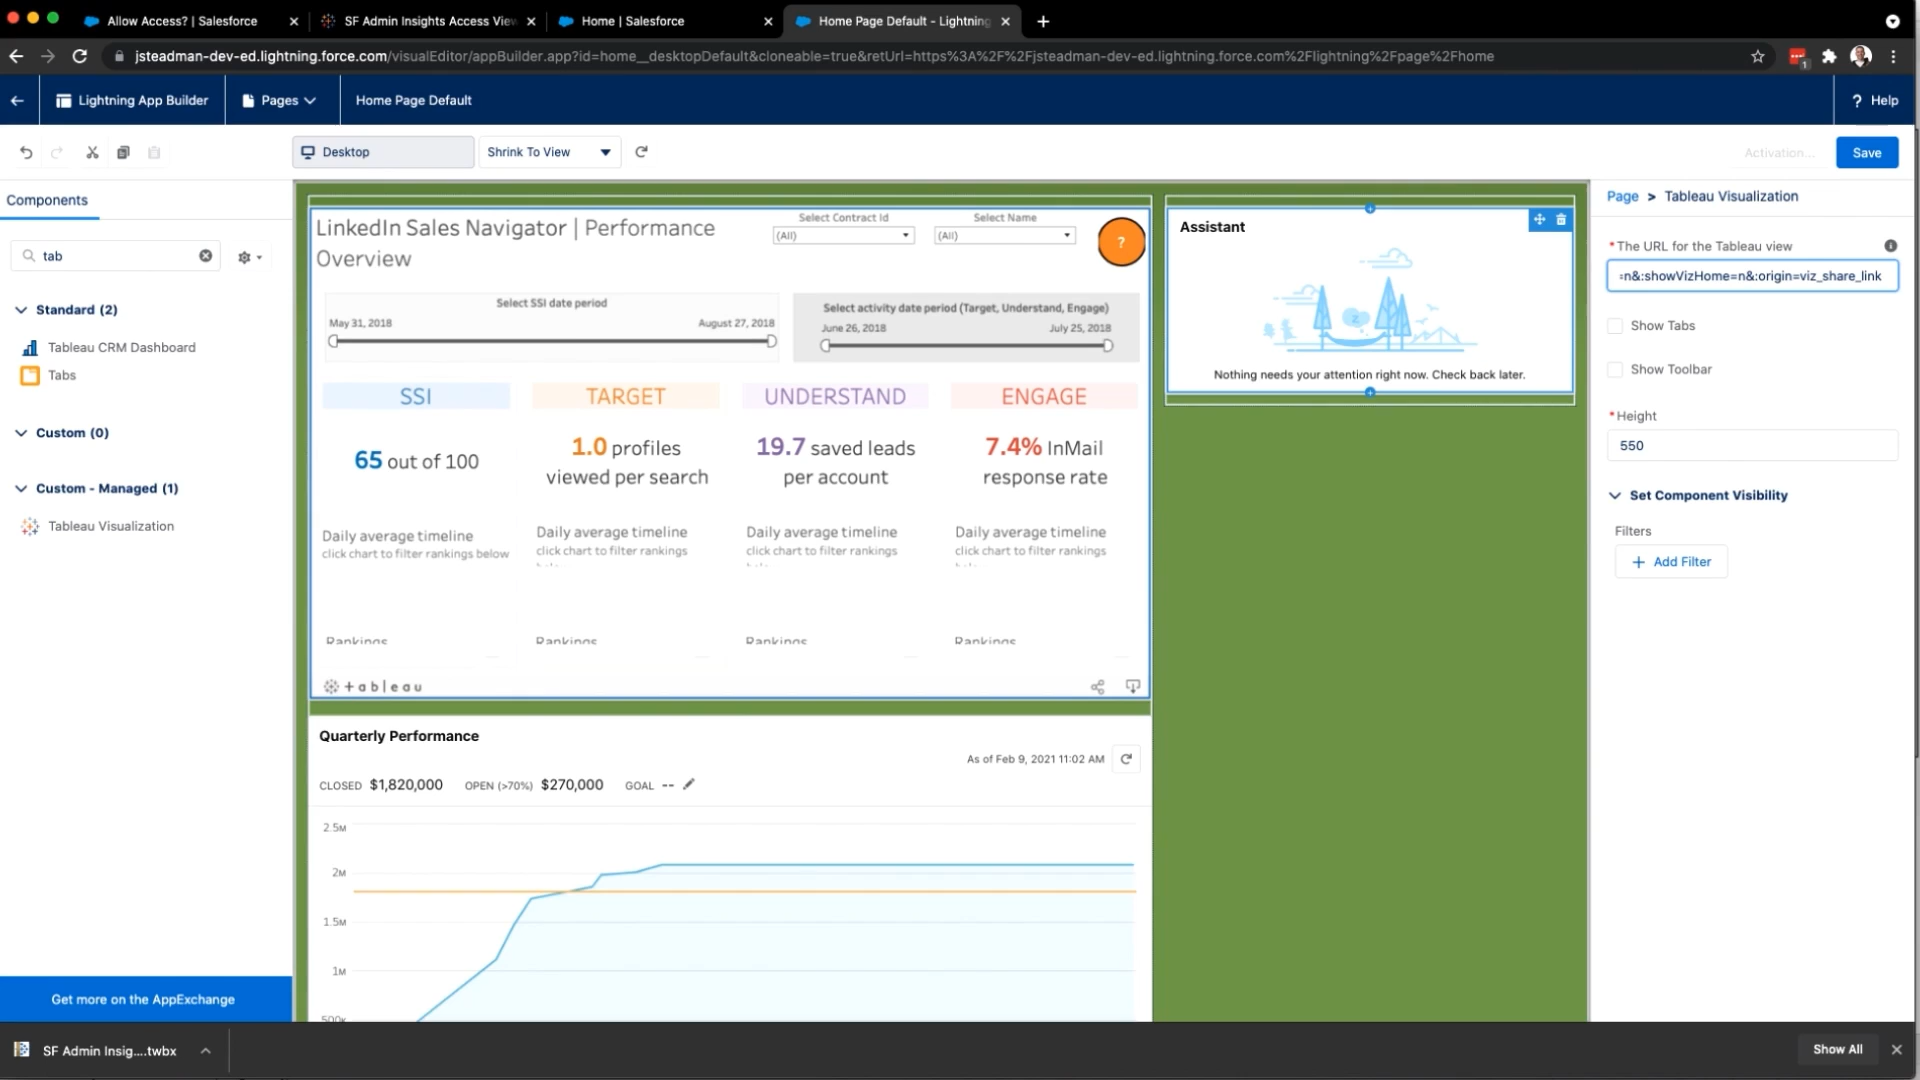 Allow Access? | Salesforce
SF Admin Insights Access View
Home | Salesforce
Home Page Default - Lightning
jsteadman-dev-ed.lightning.force.com/visualEditor/appBuilder.app?id=home__desktopDefault&cloneable=true&retUrl=https%3A%2F%2Fjsteadman-dev-ed.lightning.force.com%2Flightning%2Fpage%2Fhome
1
Lightning App Builder
Pages
Home Page Default
? Help
Desktop
Shrink To View
Activation...
Save
Components
tab
Standard (2)
Tableau CRM Dashboard
Tabs
Custom (0)
Custom - Managed (1)
Tableau Visualization
Get more on the AppExchange
LinkedIn Sales Navigator | Performance
Overview
Select Contract Id
(All)
Select Name
(All)
?
Select SSI date period
May 31, 2018
August 27, 2018
Select activity date period (Target, Understand, Engage)
June 26, 2018
July 25, 2018
SSI
TARGET
UNDERSTAND
ENGAGE
65 out of 100
1.0 profiles
viewed per search
19.7 saved leads
per account
7.4% InMail
response rate
Daily average timeline
click chart to filter rankings below
Daily average timeline
click chart to filter rankings
below
Daily average timeline
click chart to filter rankings
below
Daily average timeline
click chart to filter rankings
below
Rankings
Rankings
Rankings
Rankings
+ableau
Quarterly Performance
As of Feb 9, 2021 11:02 AM
CLOSED $1,820,000 OPEN (>70%) $270,000 GOAL --
2.5M
2M
1.5M
1M
500K
Assistant
Nothing needs your attention right now. Check back later.
Page > Tableau Visualization
*The URL for the Tableau view
=n&:showVizHome=n&:origin=viz_share_link
Show Tabs
Show Toolbar
*Height
550
Set Component Visibility
Filters
+ Add Filter
SF Admin Insig....twbx
Show All